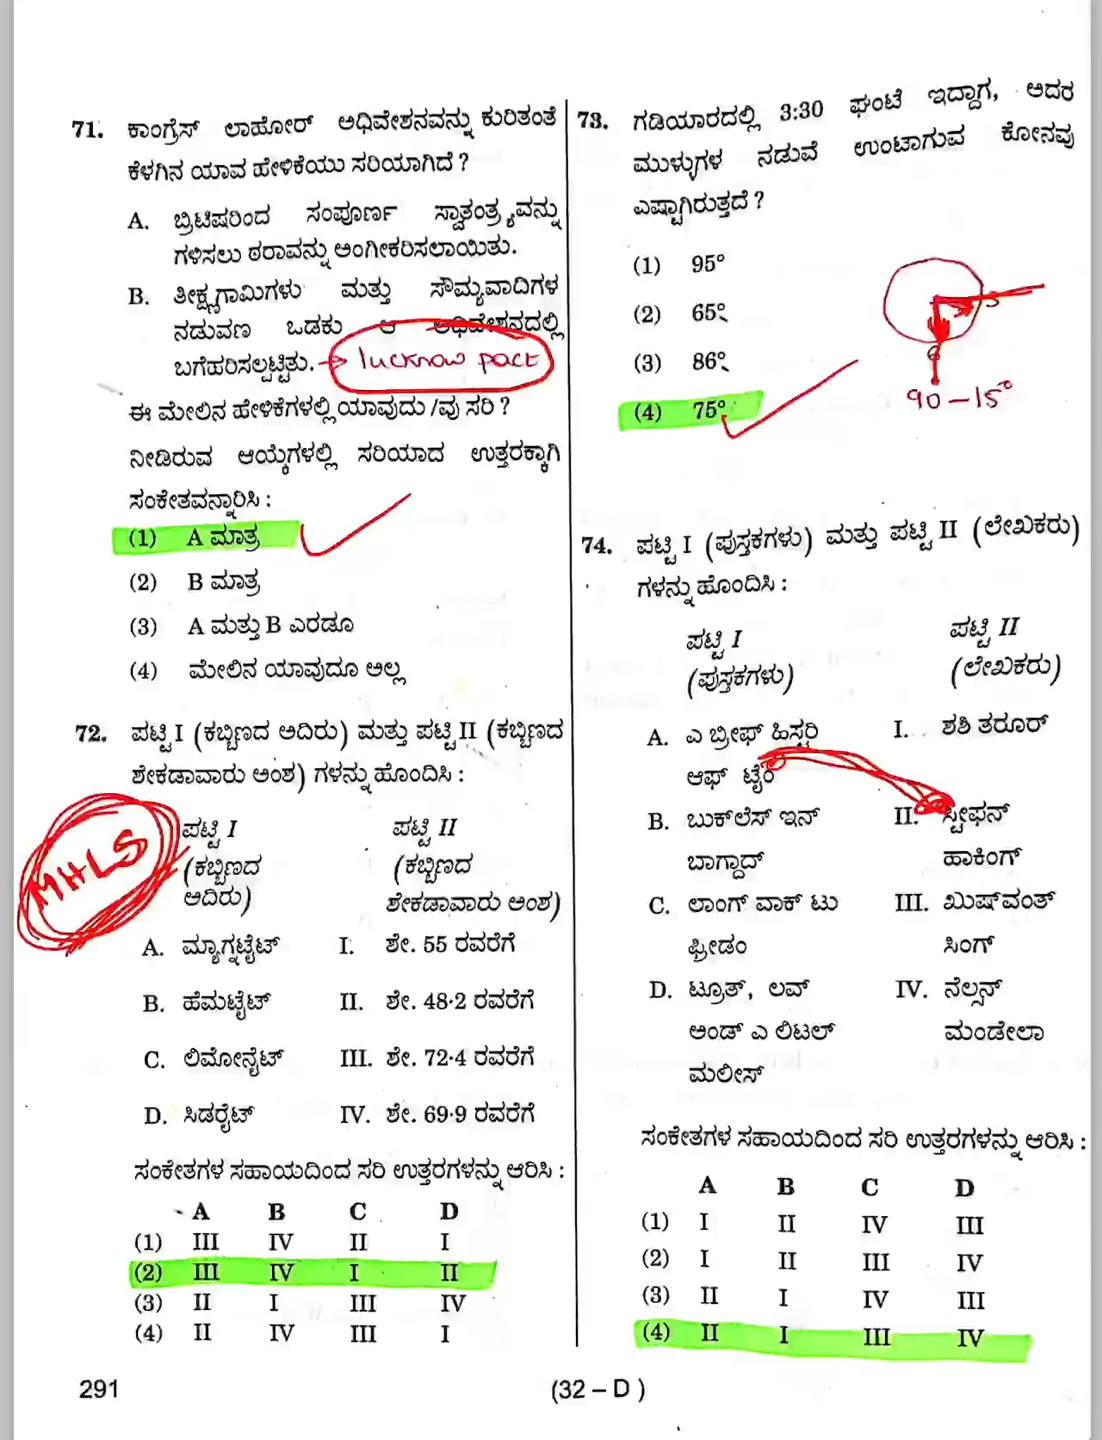 71. ಕಾಂಗ್ರೆಸ್ ಲಾಹೋರ್ ಅಧಿವೇಶನವನ್ನು ಕುರಿತಂತೆ
ಕೆಳಗಿನ ಯಾವ ಹೇಳಿಕೆಯು ಸರಿಯಾಗಿದೆ ?
A. ಬ್ರಿಟಿಷರಿಂದ ಸಂಪೂರ್ಣ ಸ್ವಾತಂತ್ರ್ಯವನ್ನು
ಗಳಿಸಲು ಠರಾವನ್ನು ಅಂಗೀಕರಿಸಲಾಯಿತು.
B. ತೀಕ್ಷ್ಣಗಾಮಿಗಳು ಮತ್ತು ಸೌಮ್ಯವಾದಿಗಳ
ನಡುವಣ ಒಡಕು ಆ ಅಧಿವೇಶನದಲ್ಲಿ
ಬಗೆಹರಿಸಲ್ಪಟ್ಟಿತು. → lucknow pact
ಈ ಮೇಲಿನ ಹೇಳಿಕೆಗಳಲ್ಲಿ ಯಾವುದು /ವು ಸರಿ ?
ನೀಡಿರುವ ಆಯ್ಕೆಗಳಲ್ಲಿ ಸರಿಯಾದ ಉತ್ತರಕ್ಕಾಗಿ
ಸಂಕೇತವನ್ನಾರಿಸಿ :
(1) A ಮಾತ್ರ
(2) B ಮಾತ್ರ
(3) A ಮತ್ತು B ಎರಡೂ
(4) ಮೇಲಿನ ಯಾವುದೂ ಅಲ್ಲ
72. ಪಟ್ಟಿ I (ಕಬ್ಬಿಣದ ಅದಿರು) ಮತ್ತು ಪಟ್ಟಿ II (ಕಬ್ಬಿಣದ
ಶೇಕಡಾವಾರು ಅಂಶ) ಗಳನ್ನು ಹೊಂದಿಸಿ :
MHLS
ಪಟ್ಟಿ I ಪಟ್ಟಿ II
(ಕಬ್ಬಿಣದ (ಕಬ್ಬಿಣದ
ಅದಿರು) ಶೇಕಡಾವಾರು ಅಂಶ)
A. ಮ್ಯಾಗ್ನಟೈಟ್ I. ಶೇ. 55 ರವರೆಗೆ
B. ಹೆಮಟೈಟ್ II. ಶೇ. 48·2 ರವರೆಗೆ
C. ಲಿಮೋನೈಟ್ III. ಶೇ. 72·4 ರವರೆಗೆ
D. ಸಿಡರೈಟ್ IV. ಶೇ. 69·9 ರವರೆಗೆ
ಸಂಕೇತಗಳ ಸಹಾಯದಿಂದ ಸರಿ ಉತ್ತರಗಳನ್ನು ಆರಿಸಿ :
A B C D
(1) III IV II I
(2) III IV I II
(3) II I III IV
(4) II IV III I
73. ಗಡಿಯಾರದಲ್ಲಿ 3:30 ಘಂಟೆ ಇದ್ದಾಗ, ಅದರ
ಮುಳ್ಳುಗಳ ನಡುವೆ ಉಂಟಾಗುವ ಕೋನವು
ಎಷ್ಟಾಗಿರುತ್ತದೆ ?
(1) 95°
(2) 65°
(3) 86°
(4) 75°
3
6
90 – 15°
74. ಪಟ್ಟಿ I (ಪುಸ್ತಕಗಳು) ಮತ್ತು ಪಟ್ಟಿ II (ಲೇಖಕರು)
ಗಳನ್ನು ಹೊಂದಿಸಿ :
ಪಟ್ಟಿ I ಪಟ್ಟಿ II
(ಪುಸ್ತಕಗಳು) (ಲೇಖಕರು)
A. ಎ ಬ್ರೀಫ್ ಹಿಸ್ಟರಿ I. ಶಶಿ ತರೂರ್
ಆಫ್ ಟೈಂ
B. ಬುಕ್‌ಲೆಸ್ ಇನ್ II. ಸ್ಟೀಫನ್
ಬಾಗ್ದಾದ್ ಹಾಕಿಂಗ್
C. ಲಾಂಗ್ ವಾಕ್ ಟು III. ಖುಷ್‌ವಂತ್
ಫ್ರೀಡಂ ಸಿಂಗ್
D. ಟ್ರೂತ್, ಲವ್ IV. ನೆಲ್ಸನ್
ಅಂಡ್ ಎ ಲಿಟಲ್ ಮಂಡೇಲಾ
ಮಲೀಸ್
ಸಂಕೇತಗಳ ಸಹಾಯದಿಂದ ಸರಿ ಉತ್ತರಗಳನ್ನು ಆರಿಸಿ :
A B C D
(1) I II IV III
(2) I II III IV
(3) II I IV III
(4) II I III IV
291 (32 – D )